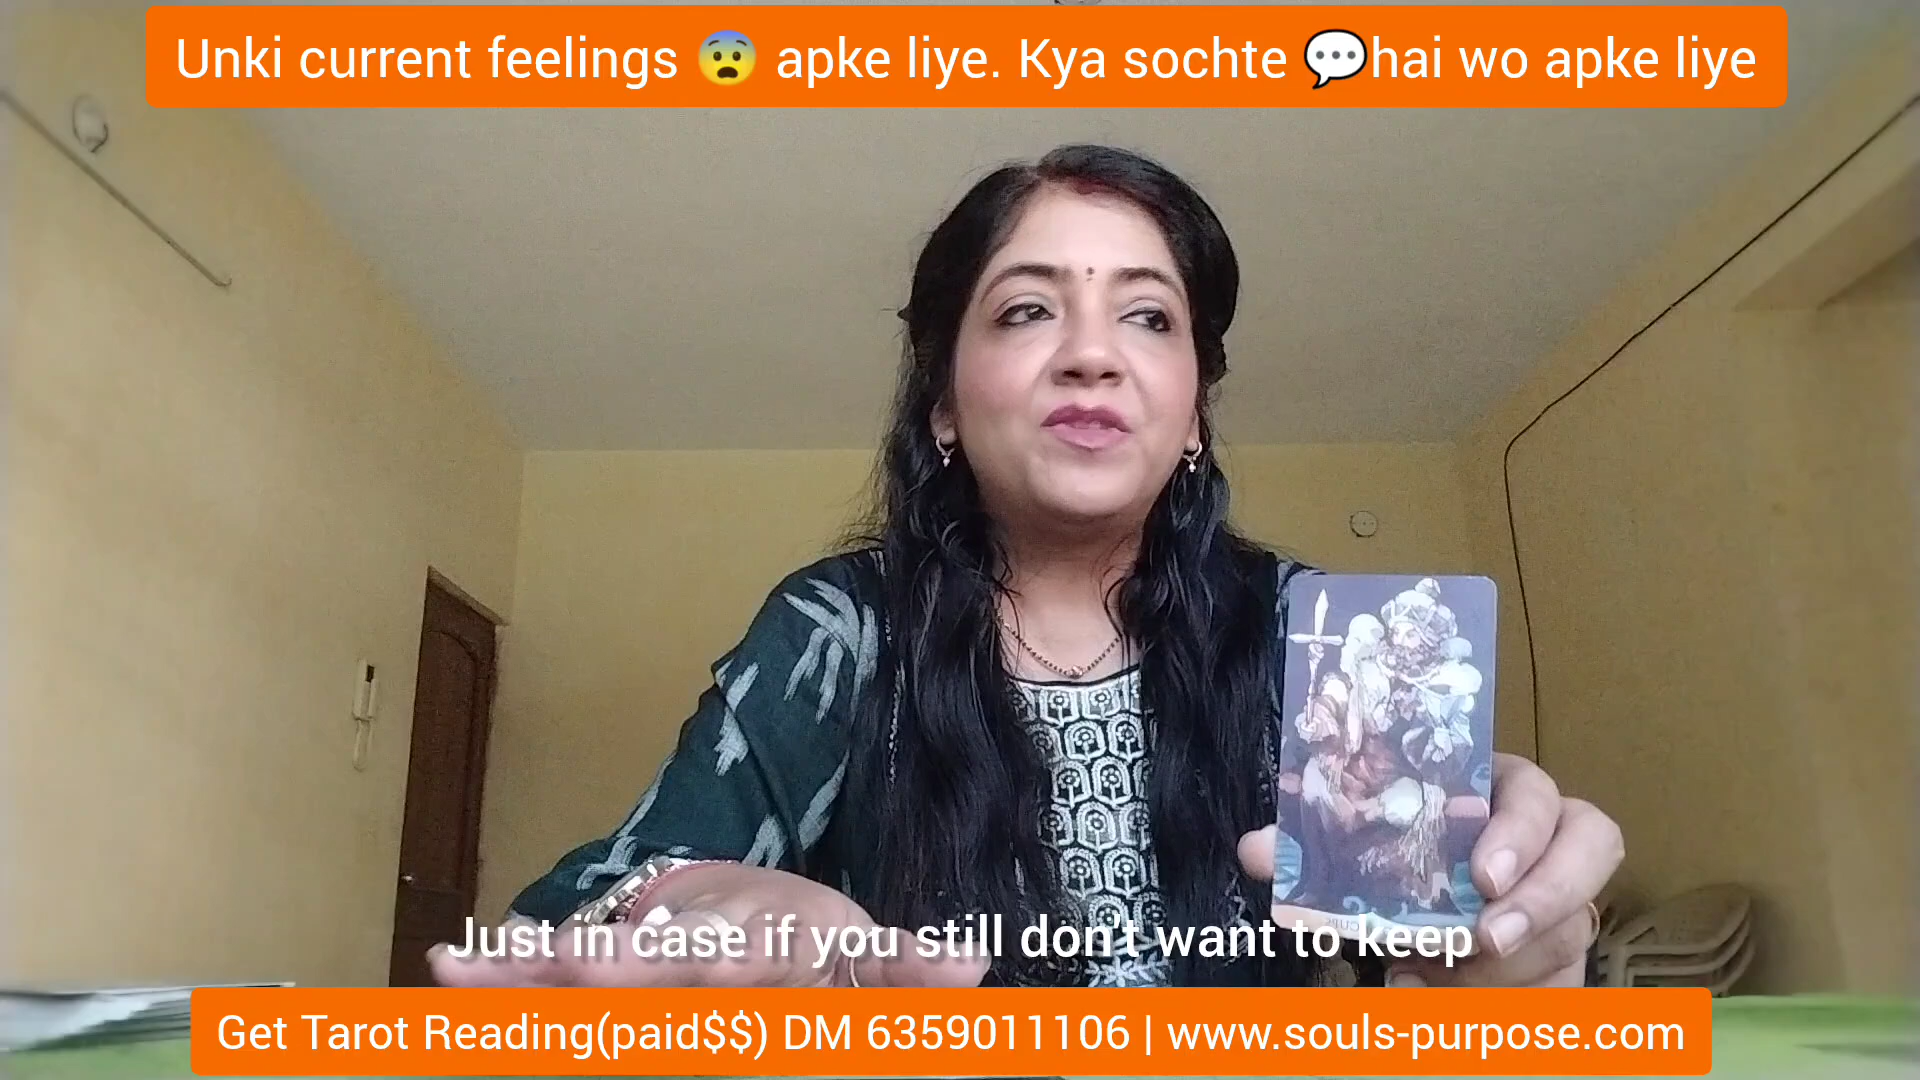 Unki current feelings 😨 apke liye. Kya sochte 💬hai wo apke liye
Just in case if you still don't want to keep
Get Tarot Reading(paid$$) DM 6359011106 | www.souls-purpose.com